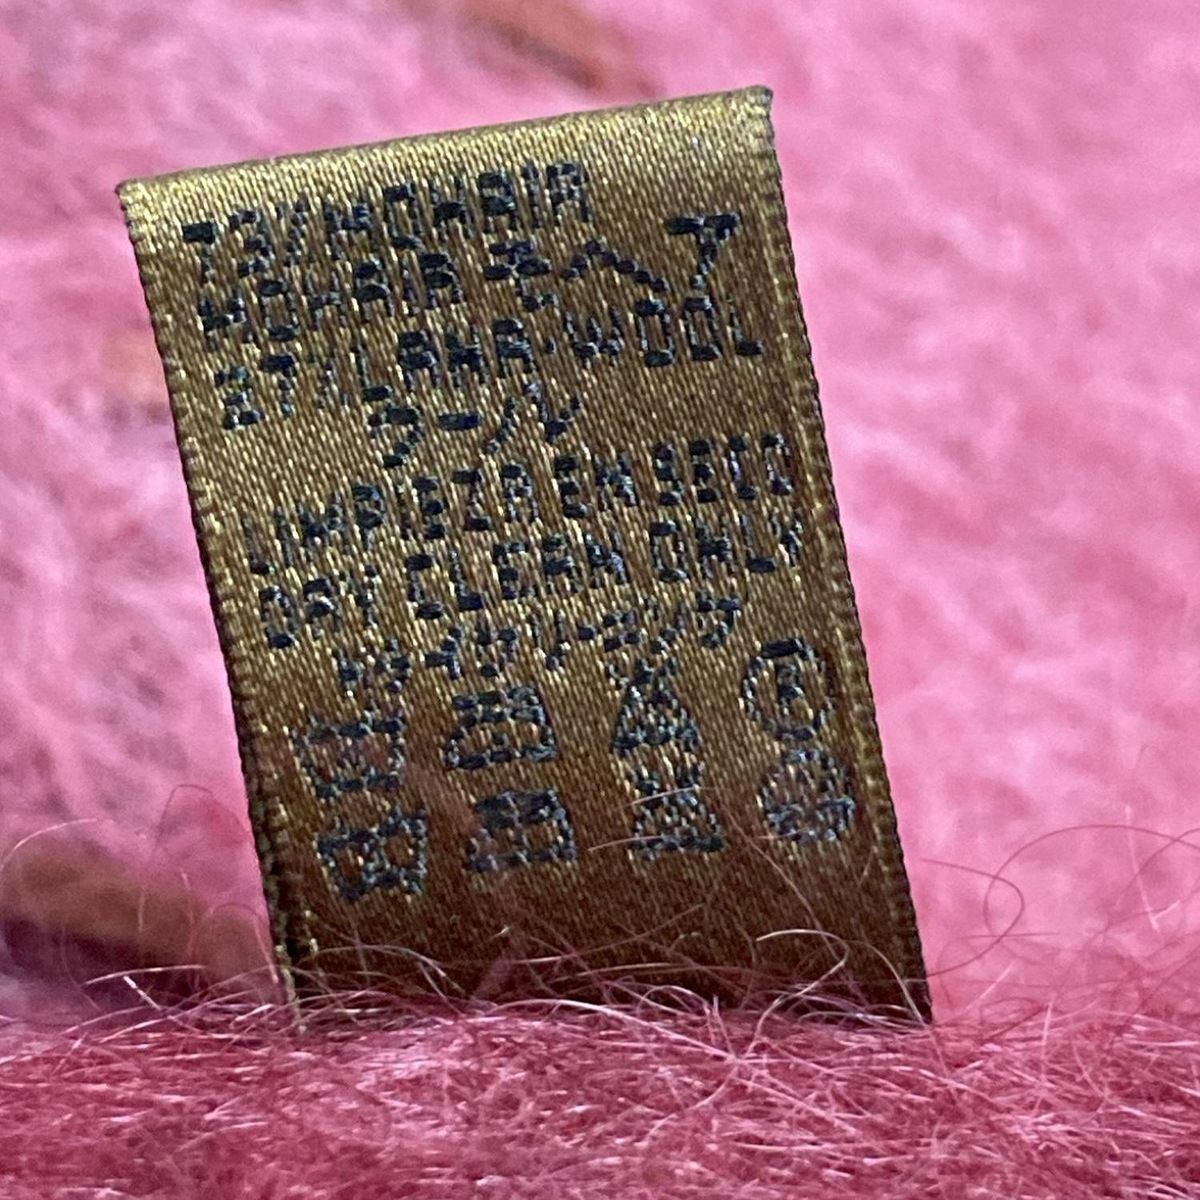 73% MOHAIR
MOHAIR モヘヤ
27% LANA·WOOL
ウール
LIMPIEZA EN SECO
DRY CLEAN ONLY
ドライクリーニング
P